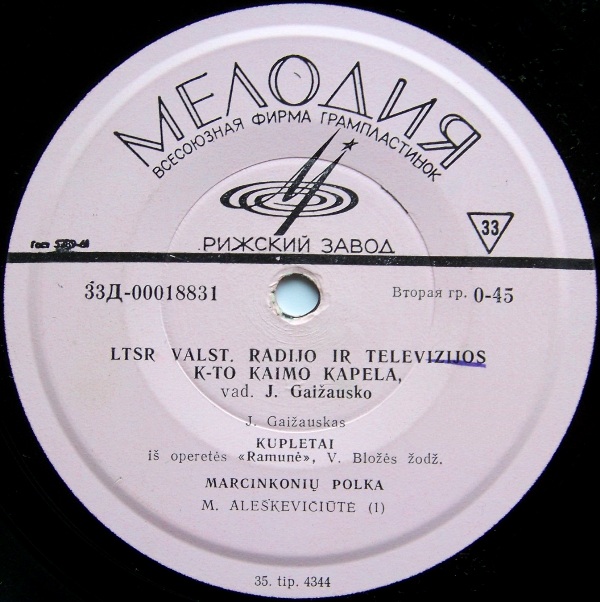 МЕЛОДИЯ
ВСЕСОЮЗНАЯ ФИРМА ГРАМПЛАСТИНОК
РИЖСКИЙ ЗАВОД
33
Гост
33Д-00018831
Вторая гр. 0-45
LTSR VALST. RADIJO IR TELEVIZIJOS
K-TO KAIMO KAPELA,
vad. J. Gaižausko
J. Gaižauskas
KUPLETAI
iš operetės «Ramunė», V. Bložės žodž.
MARCINKONIŲ POLKA
M. ALEŠKEVIČIŪTĖ (1)
35. tip. 4344